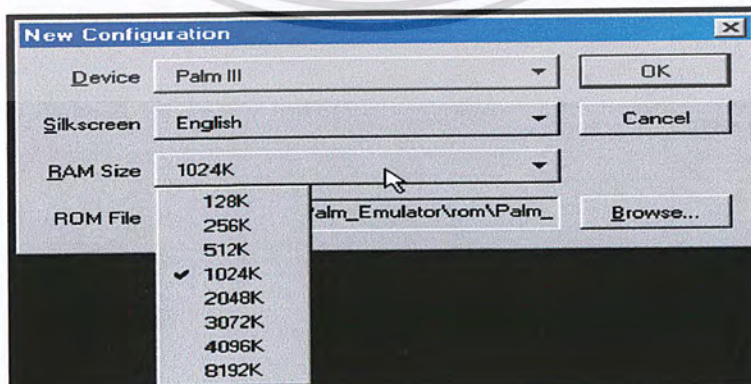 New Configuration
Device Palm III OK
Silkscreen English Cancel
RAM Size 1024K
128K
ROM File alm_Emulator\rom\Palm_ Browse...
256K
512K
✔ 1024K
2048K
3072K
4096K
8192K